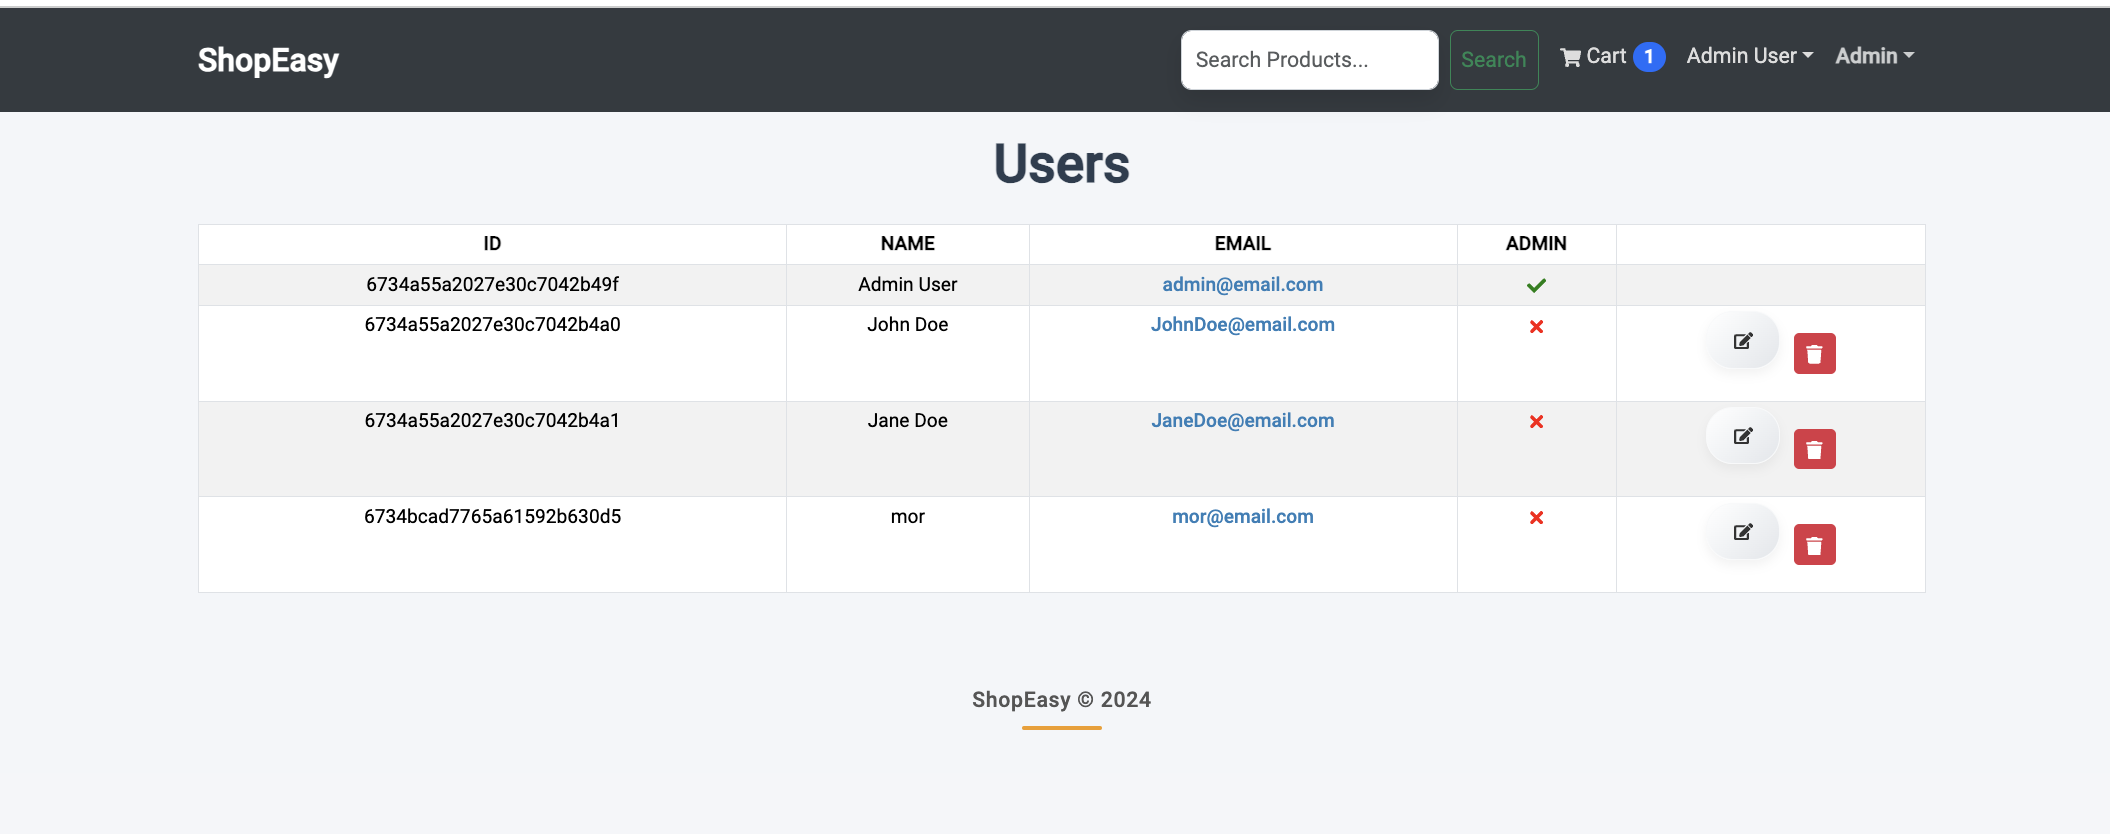 ShopEasy Search Products... Search Cart 1 Admin User Admin
Users
ID NAME EMAIL ADMIN
6734a55a2027e30c7042b49f Admin User admin@email.com
6734a55a2027e30c7042b4a0 John Doe JohnDoe@email.com
6734a55a2027e30c7042b4a1 Jane Doe JaneDoe@email.com
6734bcad7765a61592b630d5 mor mor@email.com
ShopEasy © 2024